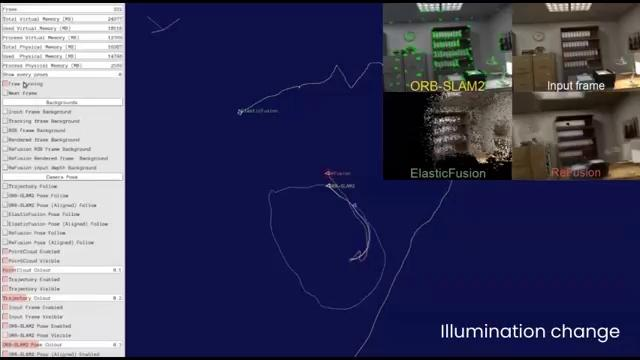 Frame
Total Virtual Memory (MB)
Used Virtual Memory (MB)
Process Virtual Memory (MB)
Total Physical Memory (MB)
Used Physical Memory (MB)
Process Physical Memory (MB)
Show every poses
Free Running
Next Frame
Backgrounds
Input Frame Background
Tracking frame Background
RGB frame Background
Rendered frame Background
ReFusion RGB frame Background
ReFusion Rendered frame Background
ReFusion input depth Background
Camera Pose
Trajectory Follow
ORB-SLAM2 Pose Follow
ORB-SLAM2 Pose (Aligned) Follow
ElasticFusion Pose Follow
ElasticFusion Pose (Aligned) Follow
ReFusion Pose Follow
ReFusion Pose (Aligned) Follow
PointCloud Enabled
PointCloud Visible
PointCloud Colour
Trajectory Enabled
Trajectory Visible
Trajectory Colour
Input Frame Enabled
Input Frame Visible
ORB-SLAM2 Pose Enabled
ORB-SLAM2 Pose Visible
ORB-SLAM2 Pose Colour
ORB-SLAM2 Pose (Aligned) Enabled
ElasticFusion
ReFusion
ORB-SLAM2
ORB-SLAM2
Input frame
ElasticFusion
ReFusion
Illumination change